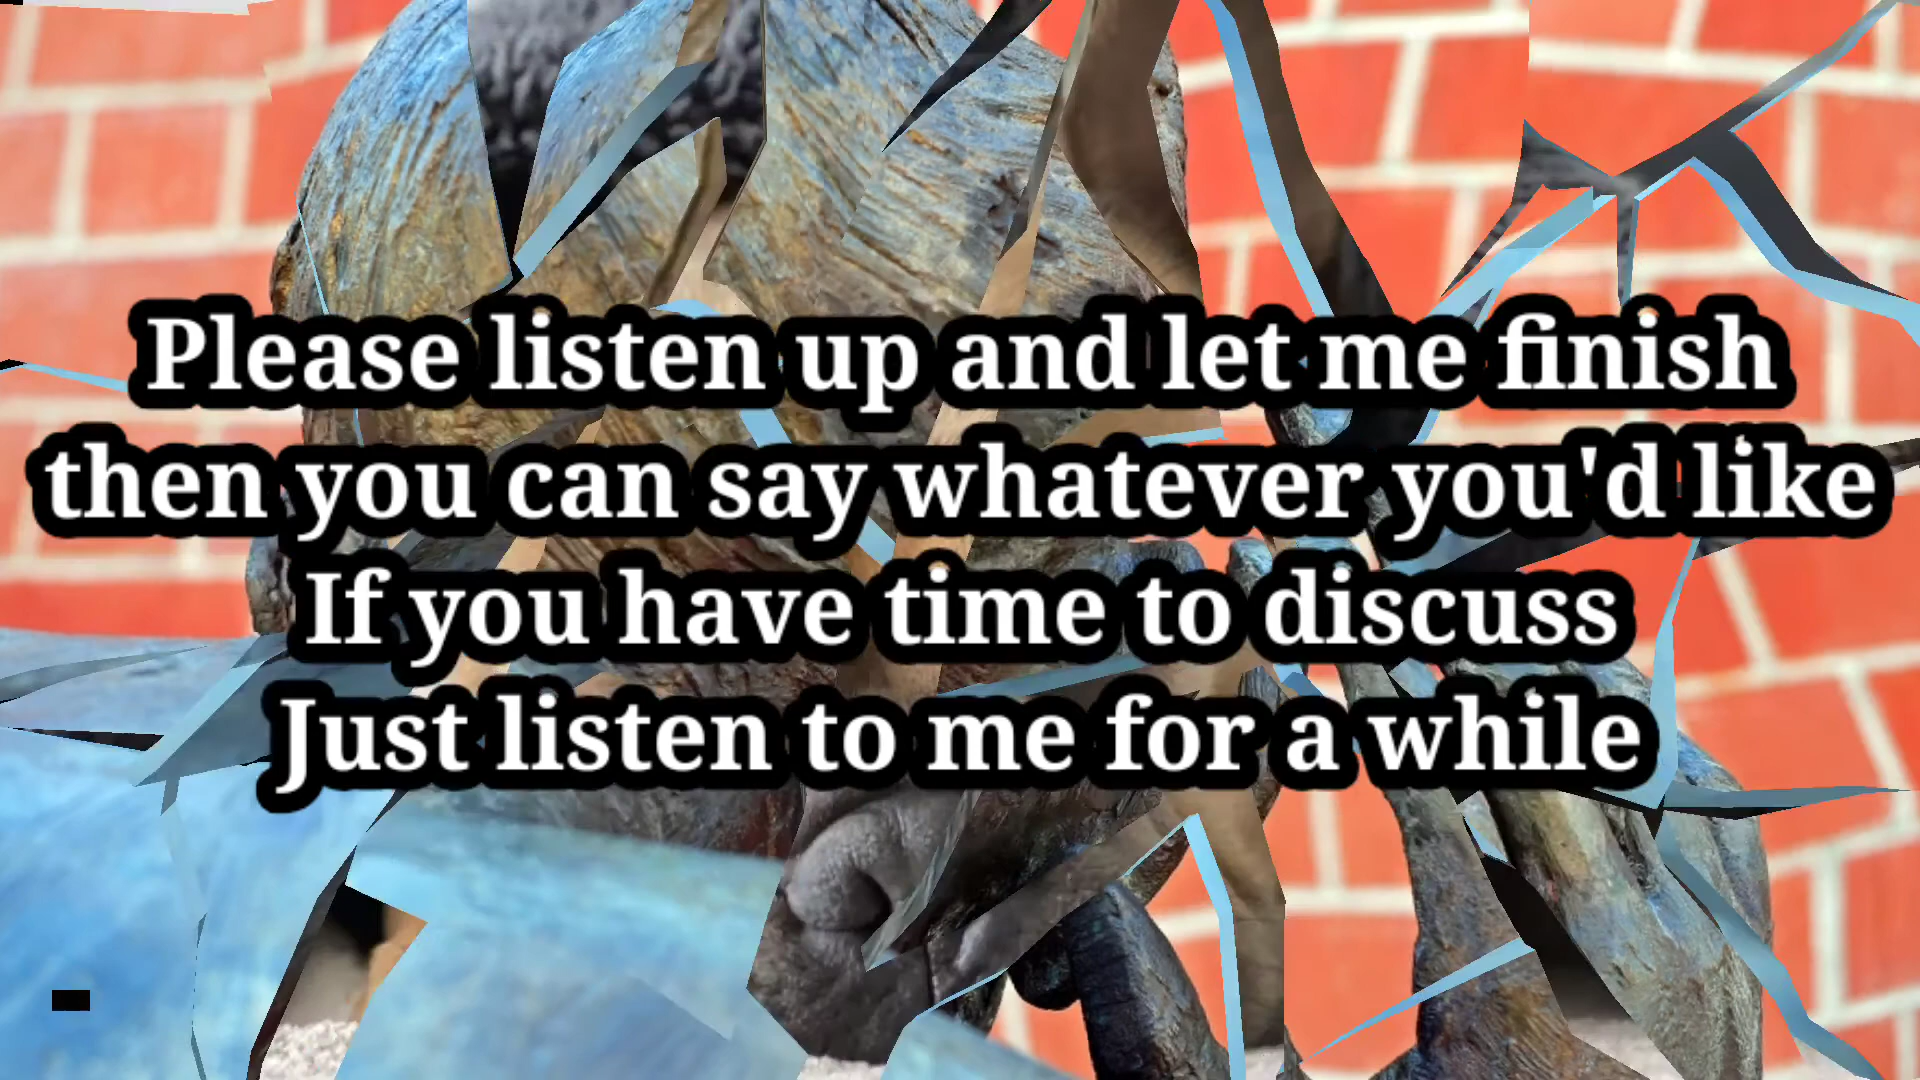 Please listen up and let me finish
then you can say whatever you'd like
If you have time to discuss
Just listen to me for a while